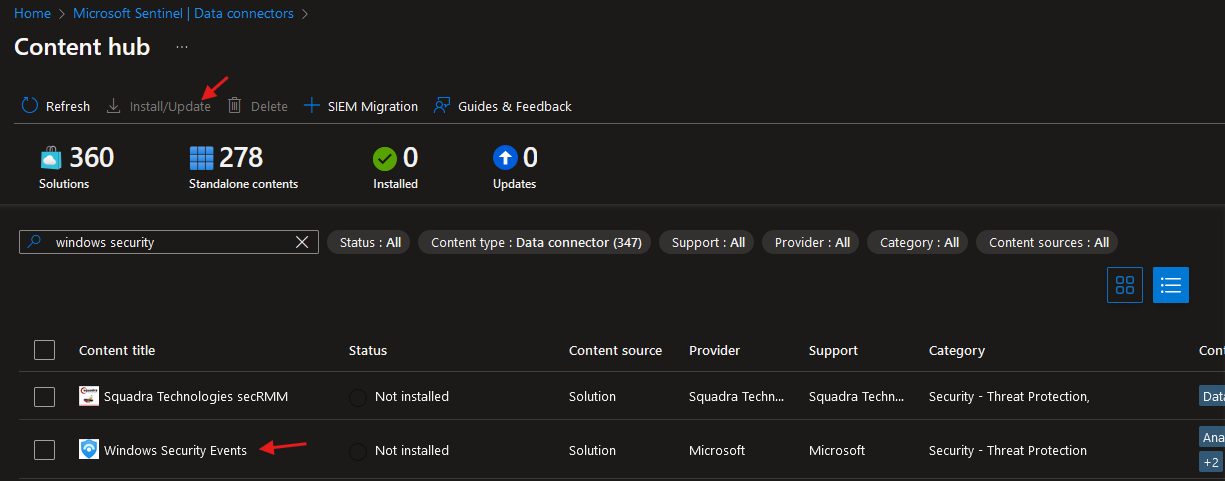 Home > Microsoft Sentinel | Data connectors >
Content hub ...
Refresh Install/Update Delete SIEM Migration Guides & Feedback
360 278 0 0
Solutions Standalone contents Installed Updates
windows security Status : All Content type : Data connector (347) Support : All Provider : All Category : All Content sources : All
Content title Status Content source Provider Support Category Cont
Squadra Technologies secRMM Not installed Solution Squadra Techn... Squadra Techn... Security - Threat Protection, Data
Windows Security Events Not installed Solution Microsoft Microsoft Security - Threat Protection Ana
+2